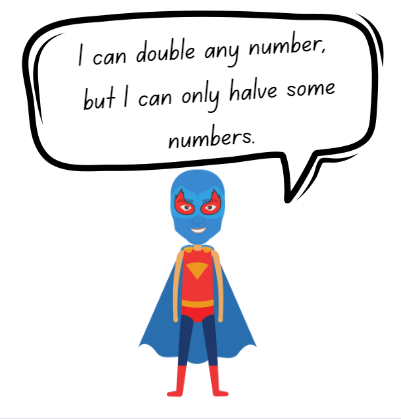 I can double any number,
but I can only halve some
numbers.